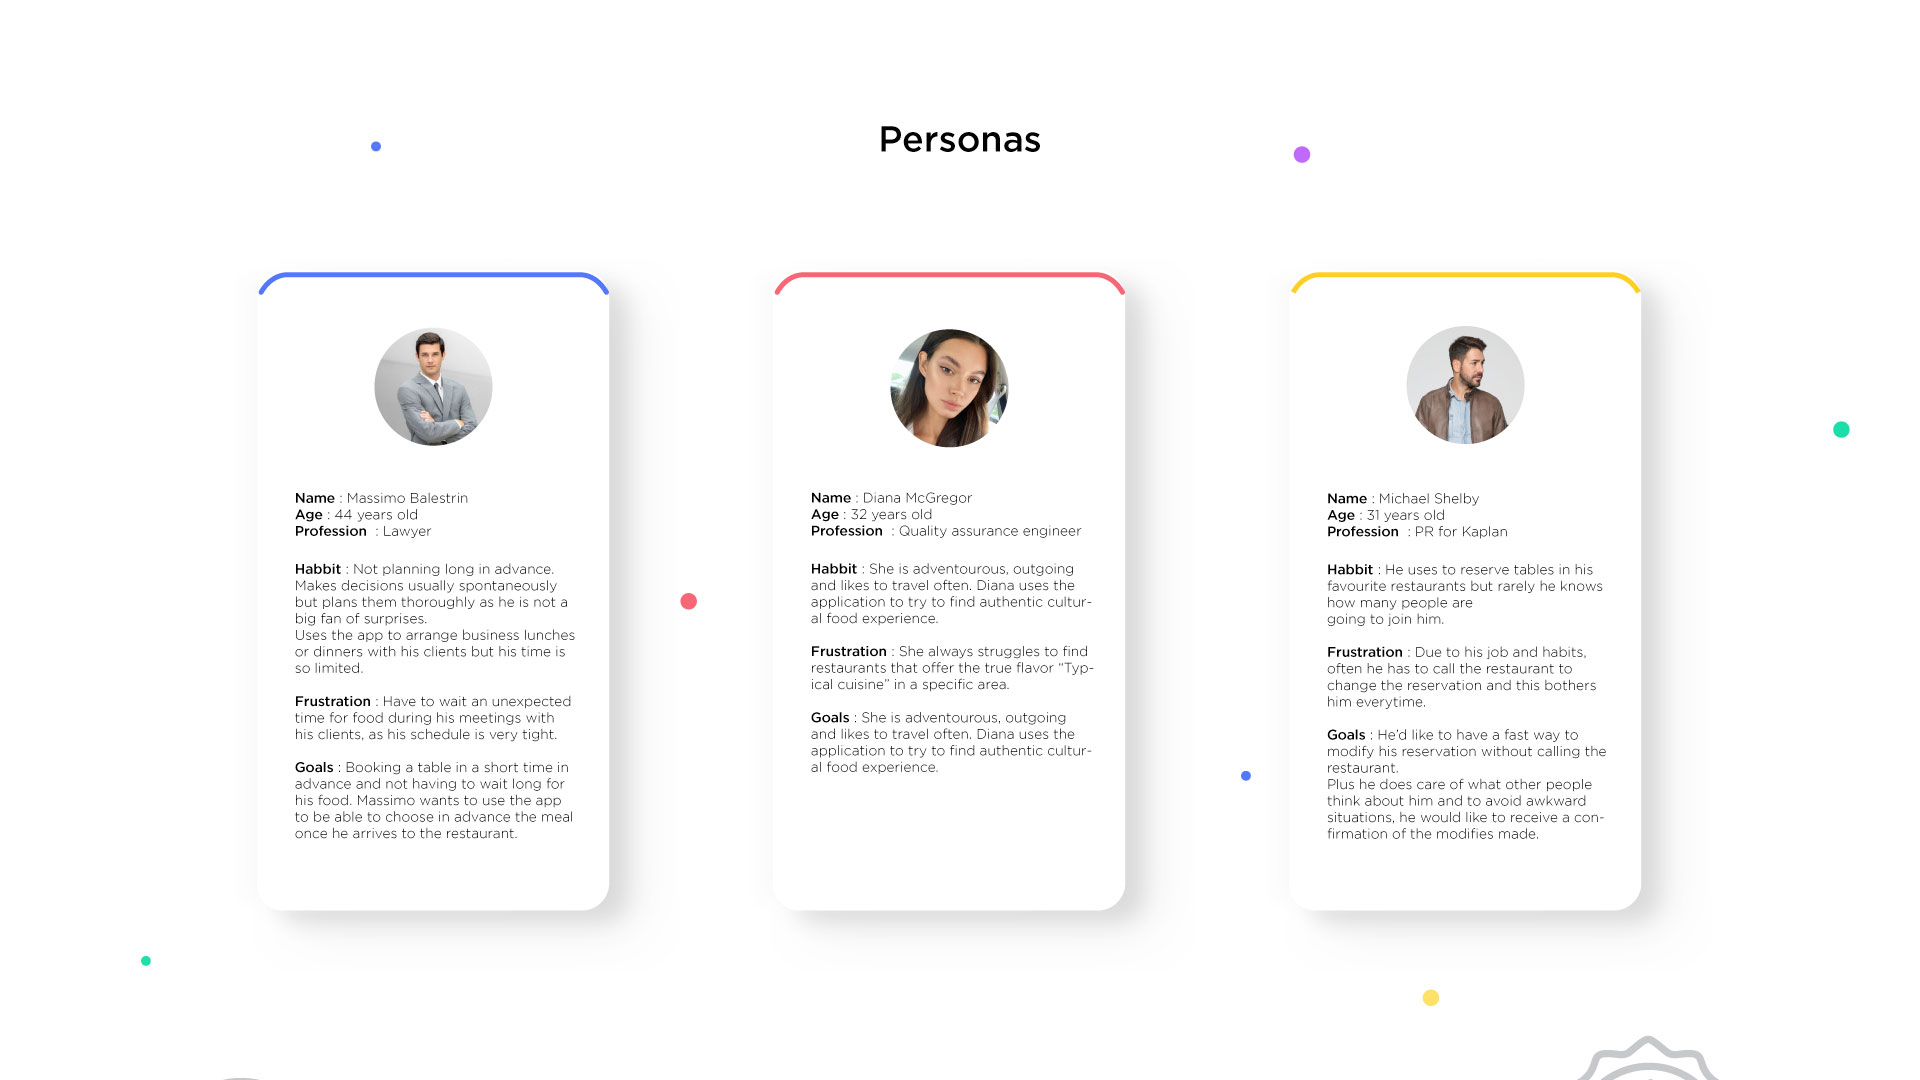 Personas
Name : Massimo Balestrin
Age : 44 years old
Profession : Lawyer
Habbit : Not planning long in advance.
Makes decisions usually spontaneously
but plans them thoroughly as he is not a
big fan of surprises.
Uses the app to arrange business lunches
or dinners with his clients but his time is
so limited.
Frustration : Have to wait an unexpected
time for food during his meetings with
his clients, as his schedule is very tight.
Goals : Booking a table in a short time in
advance and not having to wait long for
his food. Massimo wants to use the app
to be able to choose in advance the meal
once he arrives to the restaurant.
Name : Diana McGregor
Age : 32 years old
Profession : Quality assurance engineer
Habbit : She is adventourous, outgoing
and likes to travel often. Diana uses the
application to try to find authentic cultur-
al food experience.
Frustration : She always struggles to find
restaurants that offer the true flavor “Typ-
ical cuisine” in a specific area.
Goals : She is adventourous, outgoing
and likes to travel often. Diana uses the
application to try to find authentic cultur-
al food experience.
Name : Michael Shelby
Age : 31 years old
Profession : PR for Kaplan
Habbit : He uses to reserve tables in his
favourite restaurants but rarely he knows
how many people are
going to join him.
Frustration : Due to his job and habits,
often he has to call the restaurant to
change the reservation and this bothers
him everytime.
Goals : He’d like to have a fast way to
modify his reservation without calling the
restaurant.
Plus he does care of what other people
think about him and to avoid awkward
situations, he would like to receive a con-
firmation of the modifies made.